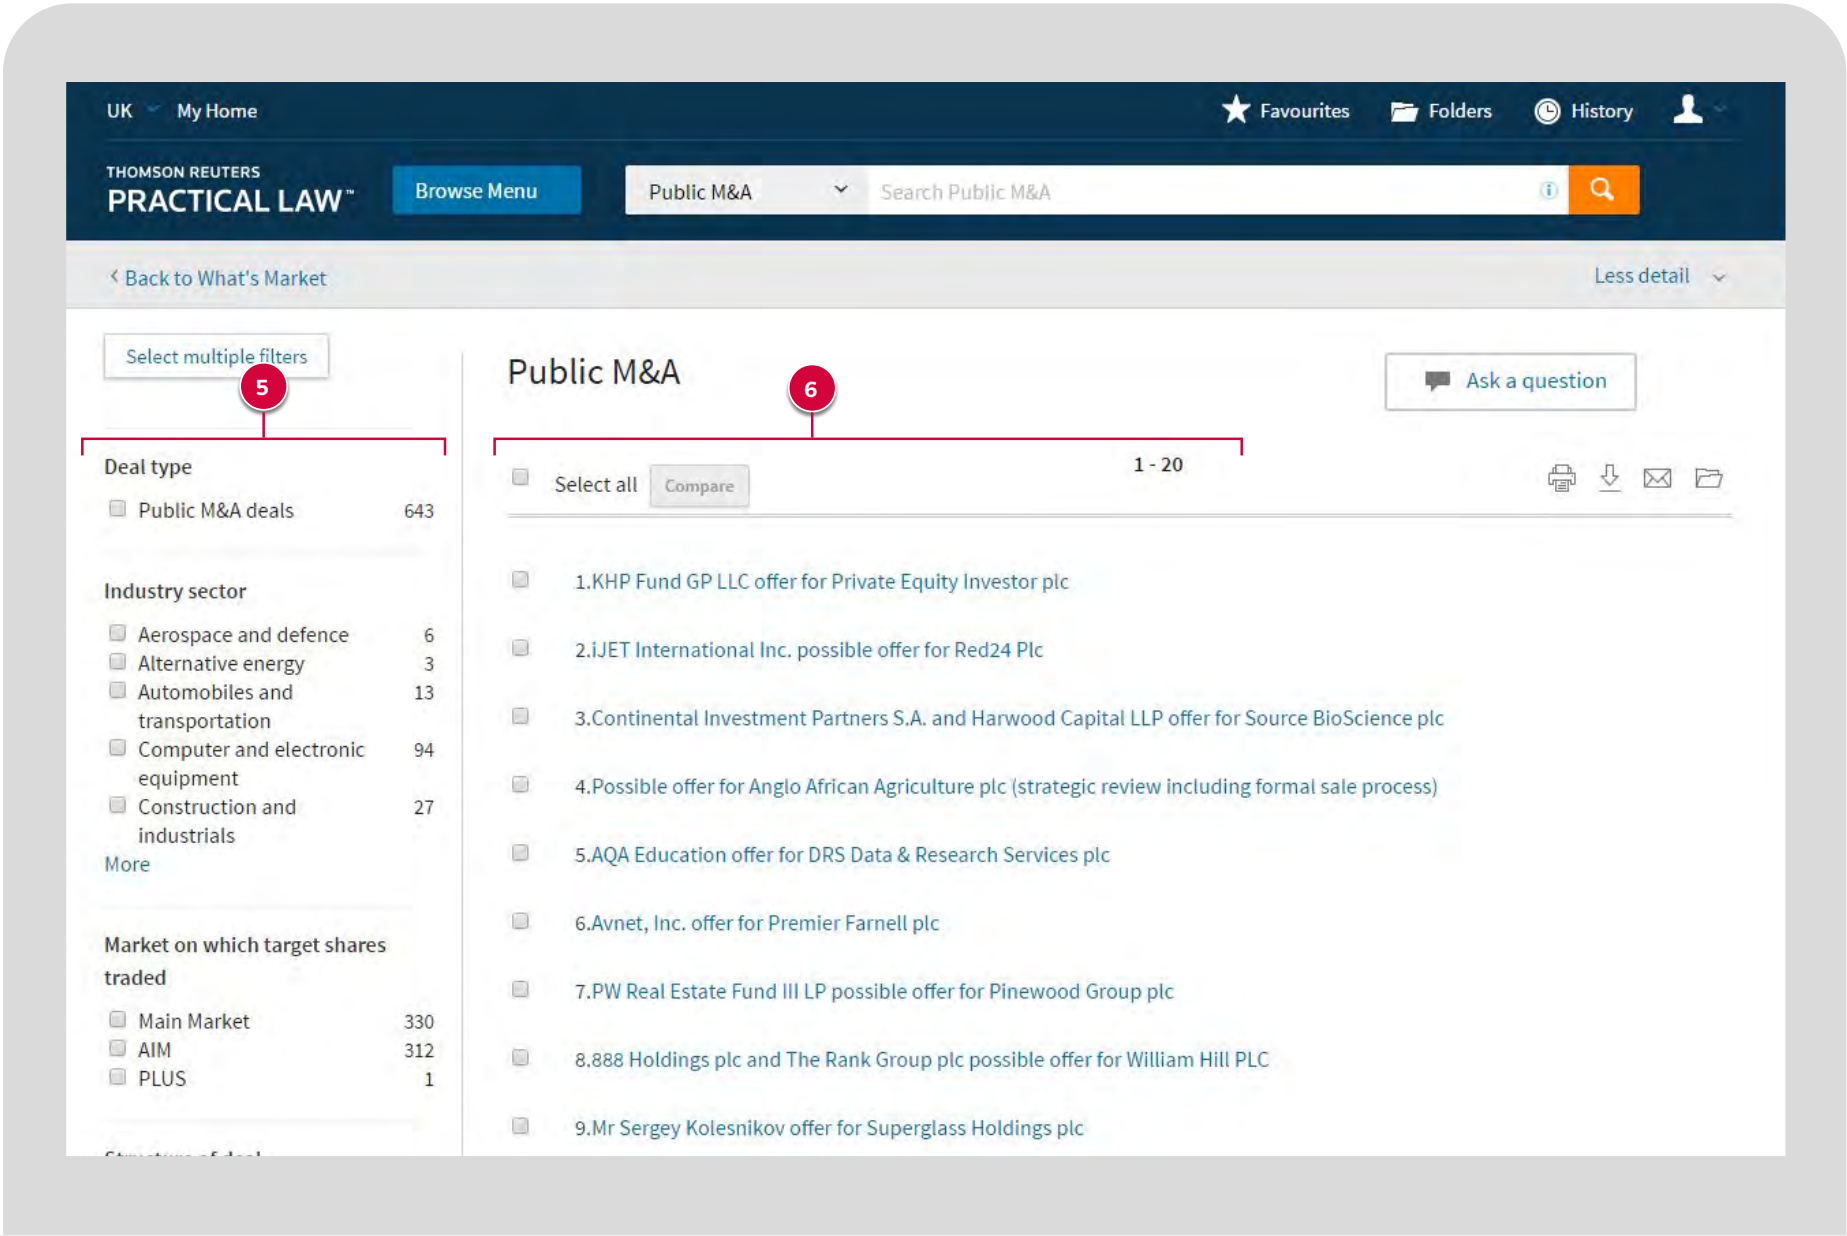 UK My Home Favourites Folders History
THOMSON REUTERS
PRACTICAL LAW™ Browse Menu Public M&A Search Public M&A
Back to What's Market Less detail
Select multiple filters
5
Deal type
Public M&A deals 643
Industry sector
Aerospace and defence 6
Alternative energy 3
Automobiles and 13
transportation
Computer and electronic 94
equipment
Construction and 27
industrials
More
Market on which target shares
traded
Main Market 330
AIM 312
PLUS 1
Structure of deal
Public M&A
6
Ask a question
Select all Compare 1 - 20
1.KHP Fund GP LLC offer for Private Equity Investor plc
2.iJET International Inc. possible offer for Red24 Plc
3.Continental Investment Partners S.A. and Harwood Capital LLP offer for Source BioScience plc
4.Possible offer for Anglo African Agriculture plc (strategic review including formal sale process)
5.AQA Education offer for DRS Data & Research Services plc
6.Avnet, Inc. offer for Premier Farnell plc
7.PW Real Estate Fund III LP possible offer for Pinewood Group plc
8.888 Holdings plc and The Rank Group plc possible offer for William Hill PLC
9.Mr Sergey Kolesnikov offer for Superglass Holdings plc